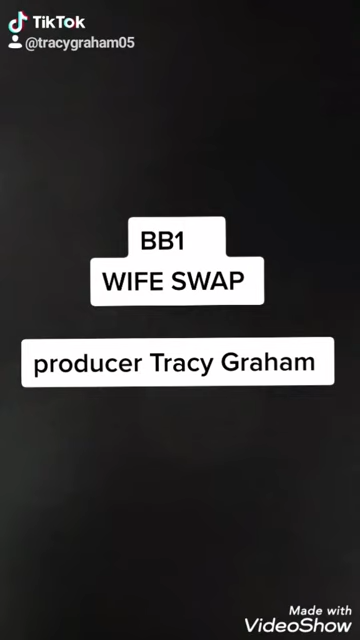 TikTok
@tracygraham05
BB1
WIFE SWAP
producer Tracy Graham
Made with
VideoShow